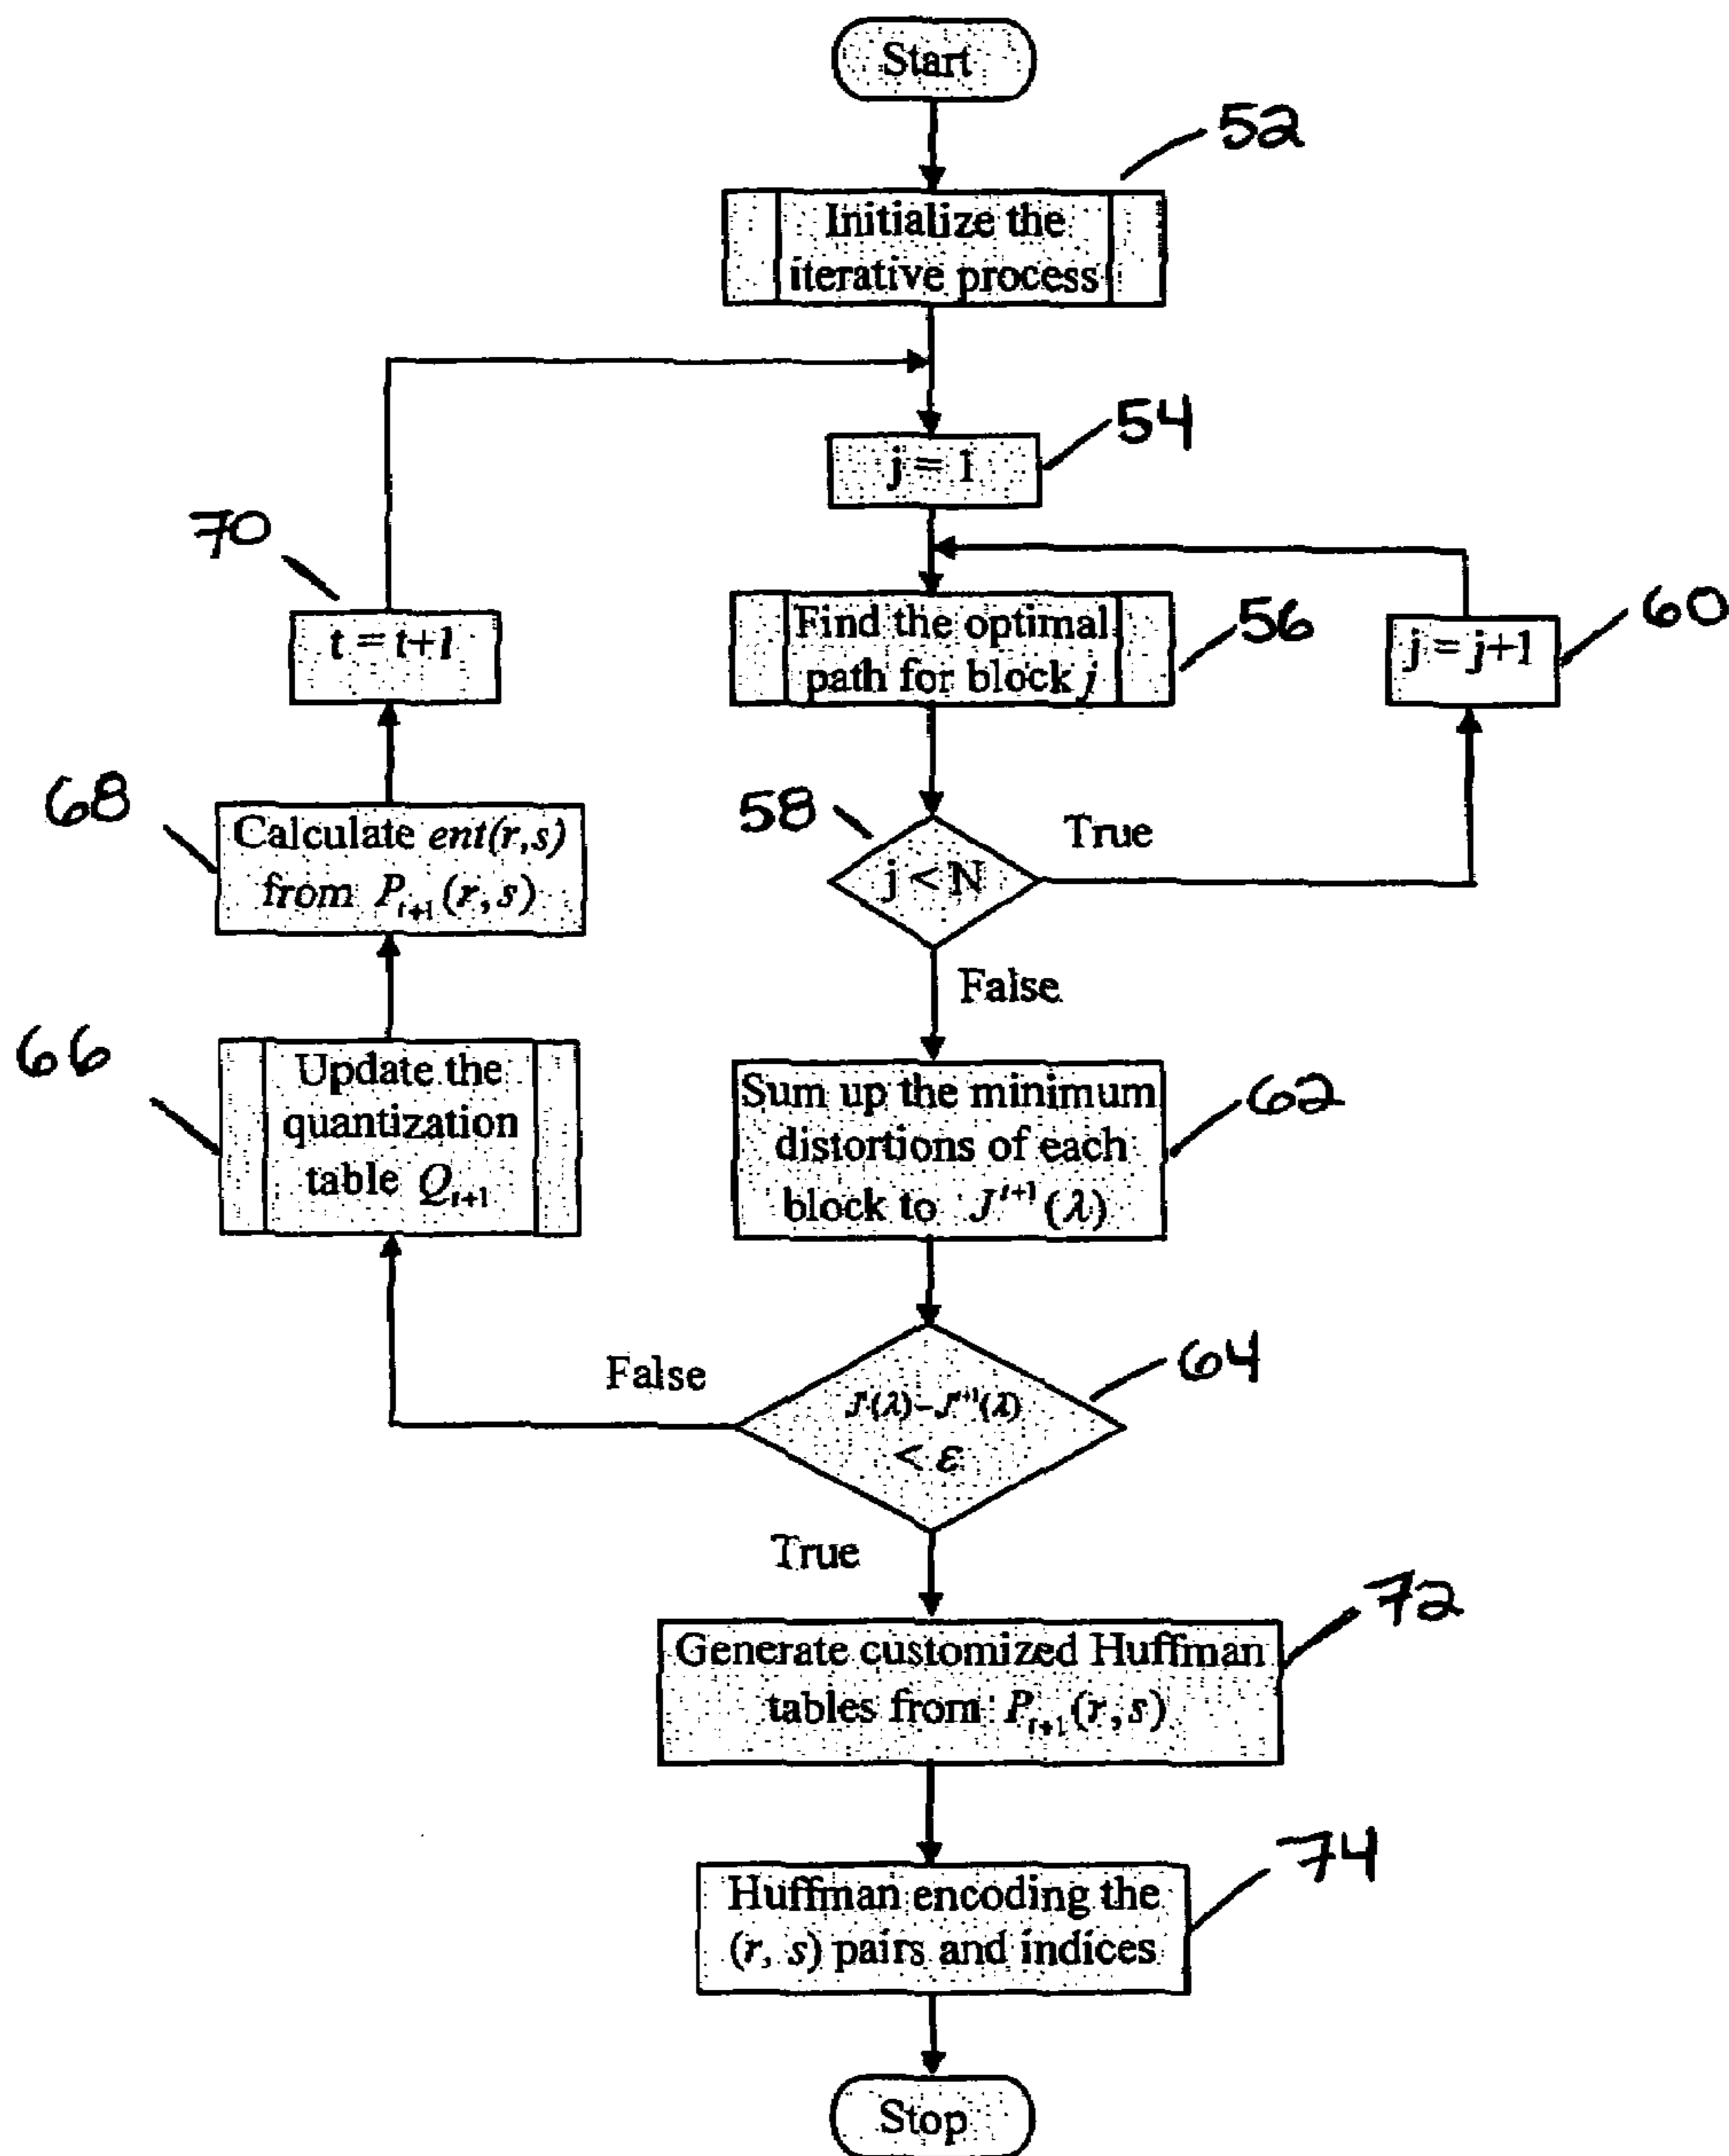 Start
52
Initialize the
iterative process
54
j = 1
70
t = t+1
Find the optimal
path for block j
56
j = j+1
60
68
Calculate ent(r,s)
from P_{t+1}(r,s)
58
j < N
True
False
66
Update the
quantization
table Q_{t+1}
Sum up the minimum
distortions of each
block to J^{t+1}(λ)
62
False
J^t(λ)−J^{t+1}(λ)
< ε
64
True
Generate customized Huffman
tables from P_{t+1}(r,s)
72
Huffman encoding the
(r, s) pairs and indices
74
Stop